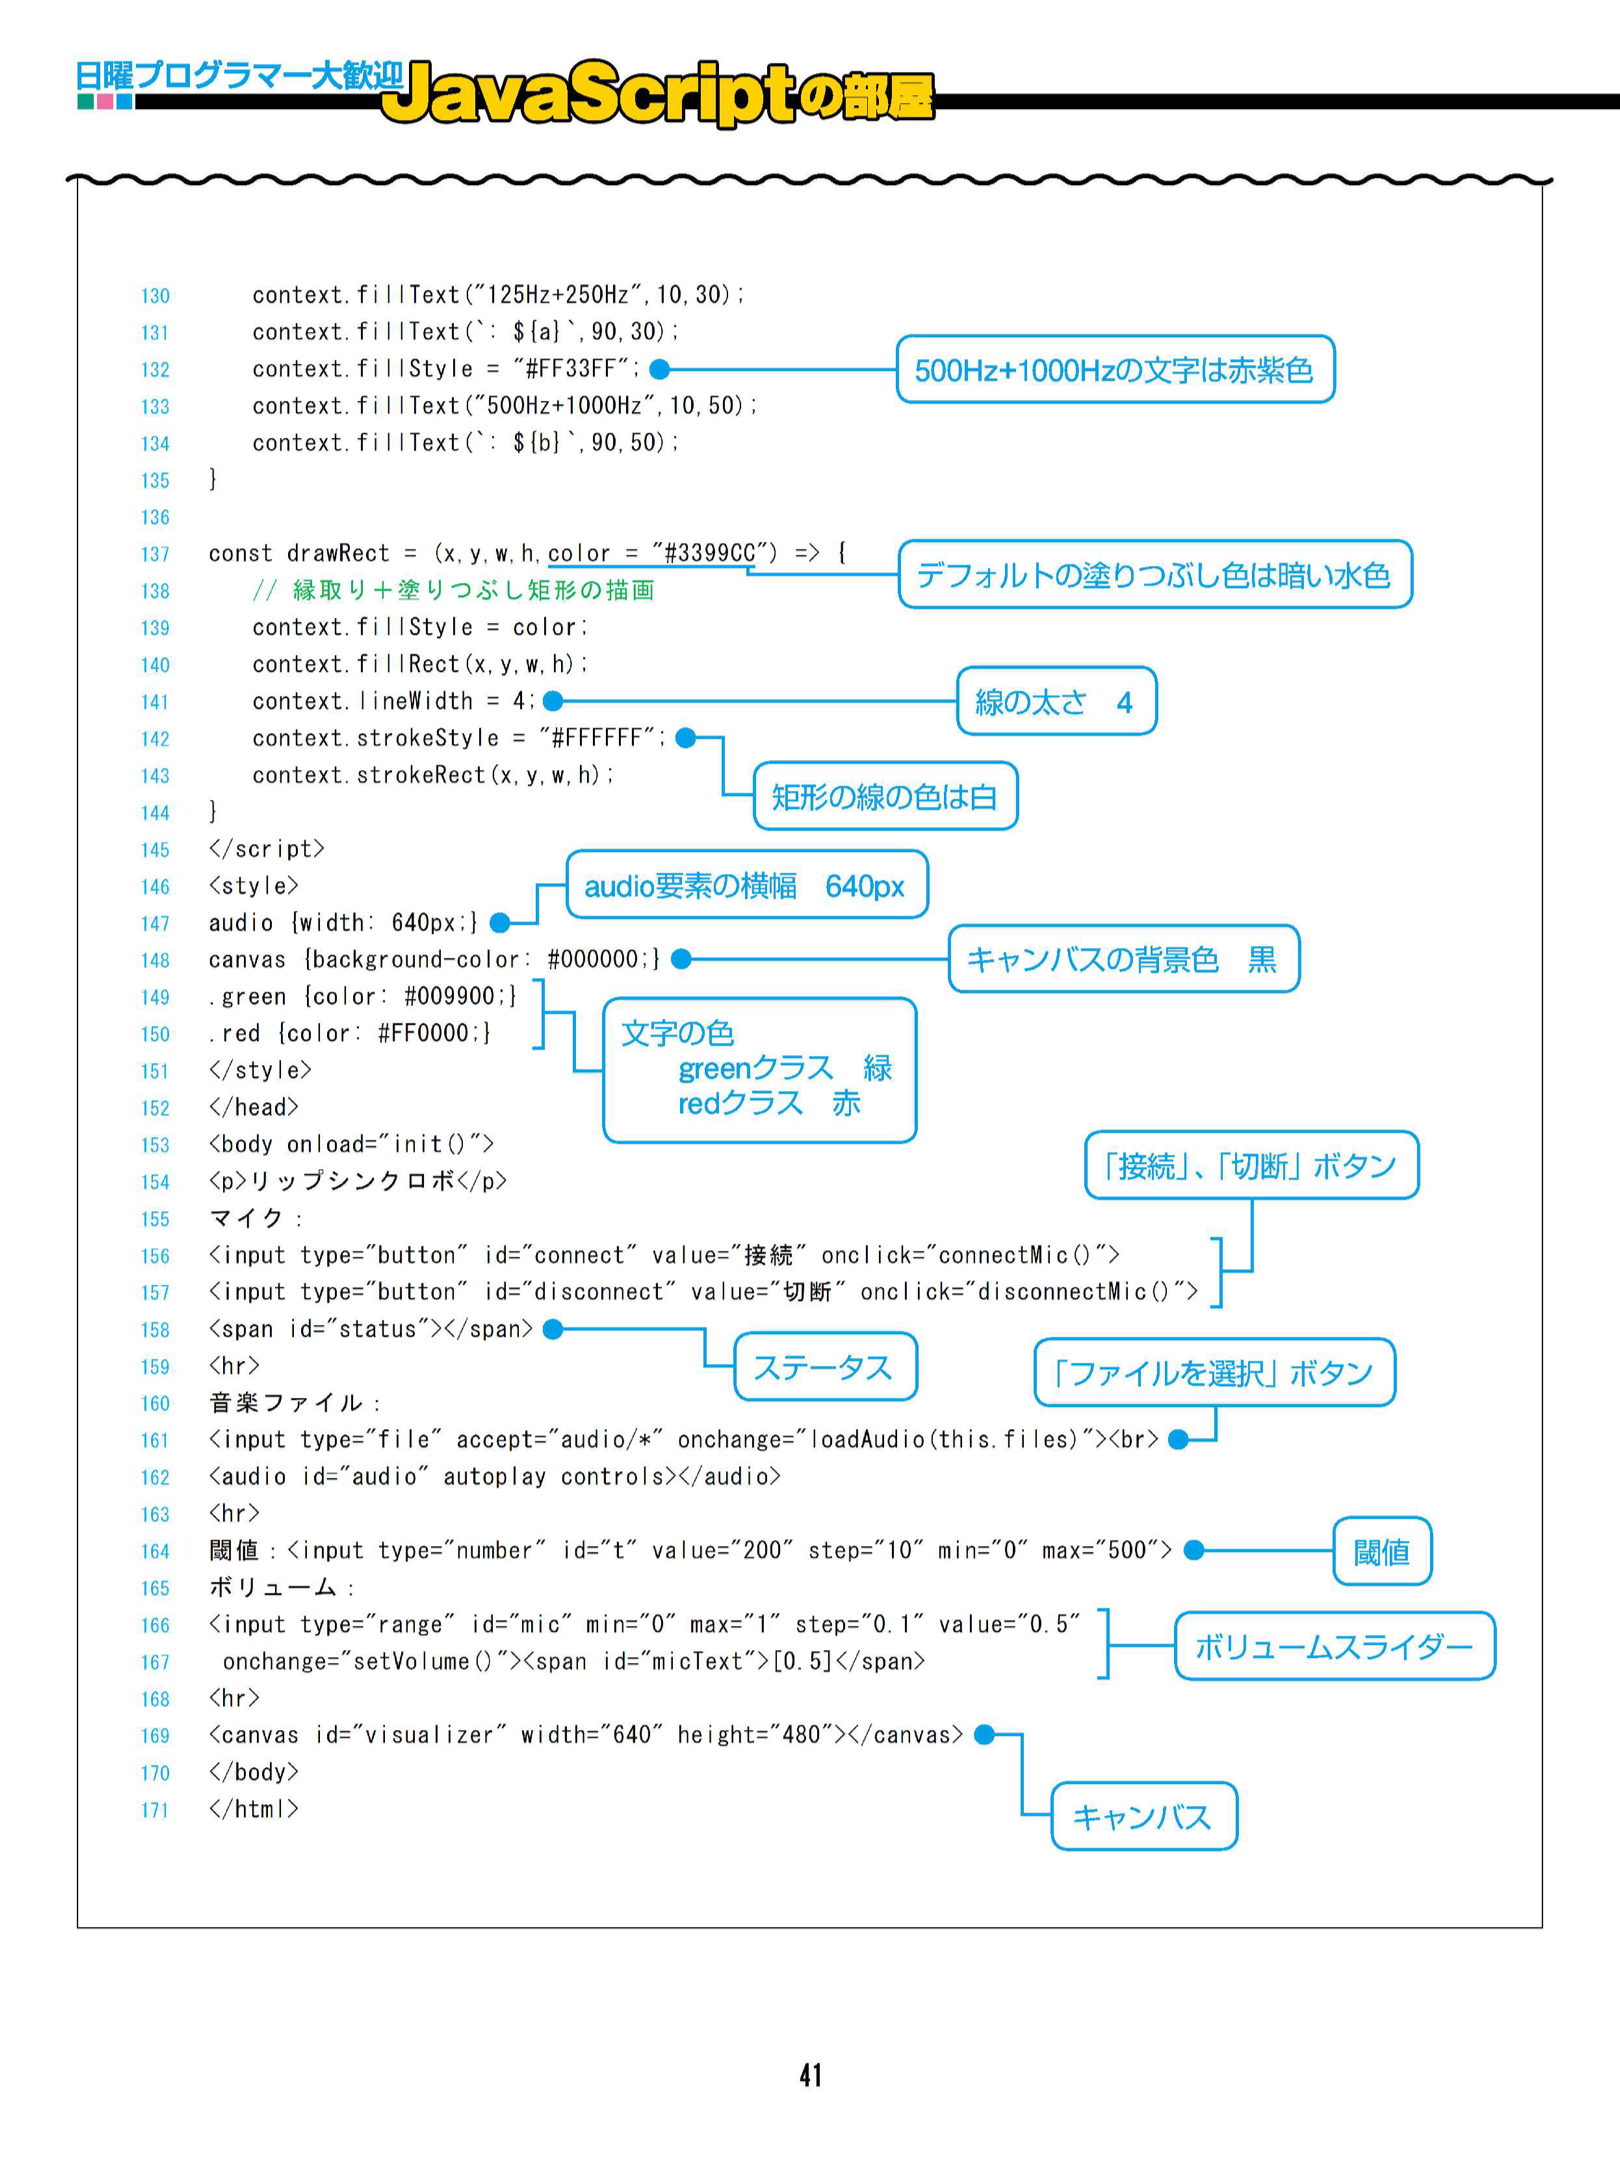 日曜プログラマー大歓迎 JavaScriptの部屋
130 context.fillText("125Hz+250Hz",10,30);
131 context.fillText(`: ${a}`,90,30);
132 context.fillStyle = "#FF33FF"; 500Hz+1000Hzの文字は赤紫色
133 context.fillText("500Hz+1000Hz",10,50);
134 context.fillText(`: ${b}`,90,50);
135 }
136
137 const drawRect = (x,y,w,h,color = "#3399CC") => { デフォルトの塗りつぶし色は暗い水色
138 // 縁取り＋塗りつぶし矩形の描画
139 context.fillStyle = color;
140 context.fillRect(x,y,w,h);
141 context.lineWidth = 4; 線の太さ　4
142 context.strokeStyle = "#FFFFFF";
143 context.strokeRect(x,y,w,h); 矩形の線の色は白
144 }
145 </script>
146 <style> audio要素の横幅　640px
147 audio {width: 640px;}
148 canvas {background-color: #000000;} キャンバスの背景色　黒
149 .green {color: #009900;}
150 .red {color: #FF0000;} 文字の色
151 </style> greenクラス　緑
152 </head> redクラス　赤
153 <body onload="init()">
154 <p>リップシンクロボ</p> 「接続」、「切断」ボタン
155 マイク：
156 <input type="button" id="connect" value="接続" onclick="connectMic()">
157 <input type="button" id="disconnect" value="切断" onclick="disconnectMic()">
158 <span id="status"></span> ステータス
159 <hr> 「ファイルを選択」ボタン
160 音楽ファイル：
161 <input type="file" accept="audio/*" onchange="loadAudio(this.files)"><br>
162 <audio id="audio" autoplay controls></audio>
163 <hr>
164 閾値：<input type="number" id="t" value="200" step="10" min="0" max="500"> 閾値
165 ボリューム：
166 <input type="range" id="mic" min="0" max="1" step="0.1" value="0.5" ボリュームスライダー
167 onchange="setVolume()"><span id="micText">[0.5]</span>
168 <hr>
169 <canvas id="visualizer" width="640" height="480"></canvas>
170 </body>
171 </html> キャンバス
41